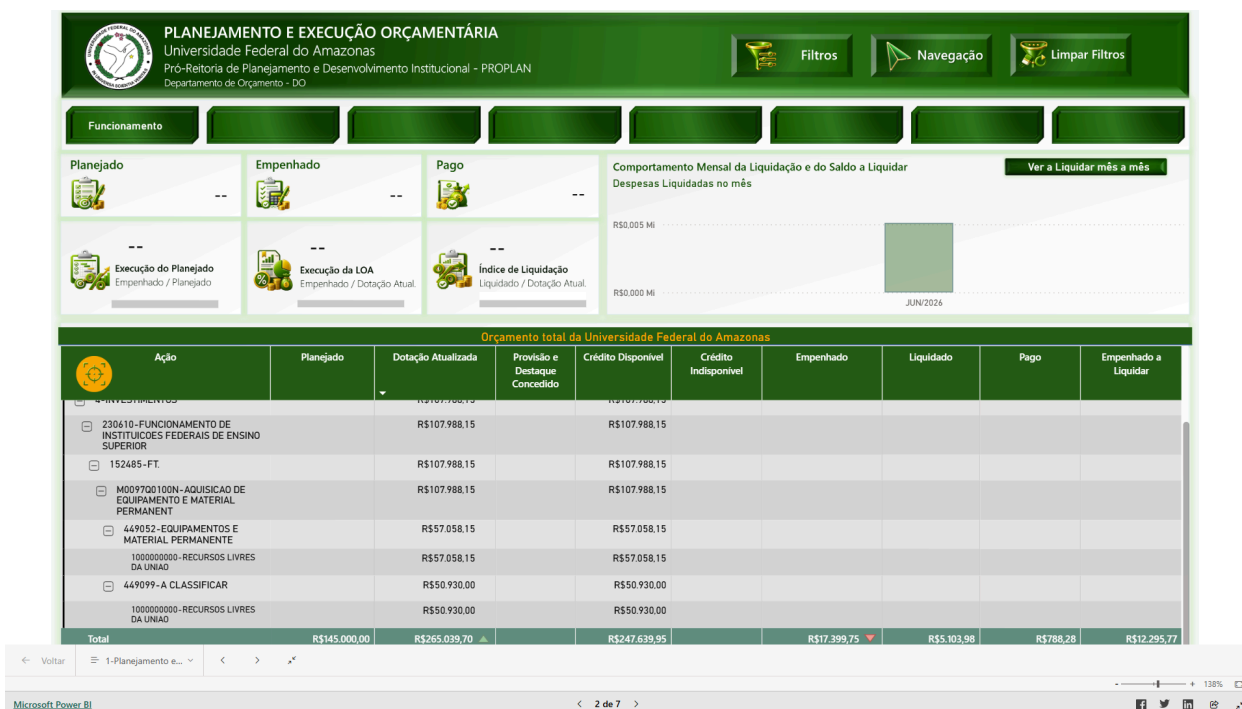 PLANEJAMENTO E EXECUÇÃO ORÇAMENTÁRIA
Universidade Federal do Amazonas
Pró-Reitoria de Planejamento e Desenvolvimento Institucional - PROPLAN
Departamento de Orçamento - DO
Filtros
Navegação
Limpar Filtros
Funcionamento
Planejado
--
Empenhado
--
Pago
--
--
Execução do Planejado
Empenhado / Planejado
--
Execução da LOA
Empenhado / Dotação Atual.
--
Índice de Liquidação
Liquidado / Dotação Atual.
Comportamento Mensal da Liquidação e do Saldo a Liquidar
Ver a Liquidar mês a mês
Despesas Liquidadas no mês
R$0,005 Mi
R$0,000 Mi
JUN/2026
Orçamento total da Universidade Federal do Amazonas
Ação
Planejado
Dotação Atualizada
Provisão e
Destaque
Concedido
Crédito Disponível
Crédito
Indisponível
Empenhado
Liquidado
Pago
Empenhado a
Liquidar
4-INVESTIMENTOS R$107.988,15 R$107.988,15
230610-FUNCIONAMENTO DE R$107.988,15 R$107.988,15
INSTITUICOES FEDERAIS DE ENSINO
SUPERIOR
152485-FT. R$107.988,15 R$107.988,15
M0097Q0100N-AQUISICAO DE R$107.988,15 R$107.988,15
EQUIPAMENTO E MATERIAL
PERMANENT
449052-EQUIPAMENTOS E R$57.058,15 R$57.058,15
MATERIAL PERMANENTE
1000000000-RECURSOS LIVRES R$57.058,15 R$57.058,15
DA UNIAO
449099-A CLASSIFICAR R$50.930,00 R$50.930,00
1000000000-RECURSOS LIVRES R$50.930,00 R$50.930,00
DA UNIAO
Total R$145.000,00 R$265.039,70 R$247.639,95 R$17.399,75 R$5.103,98 R$788,28 R$12.295,77
Voltar
1-Planejamento e...
- + 138%
Microsoft Power BI
2 de 7